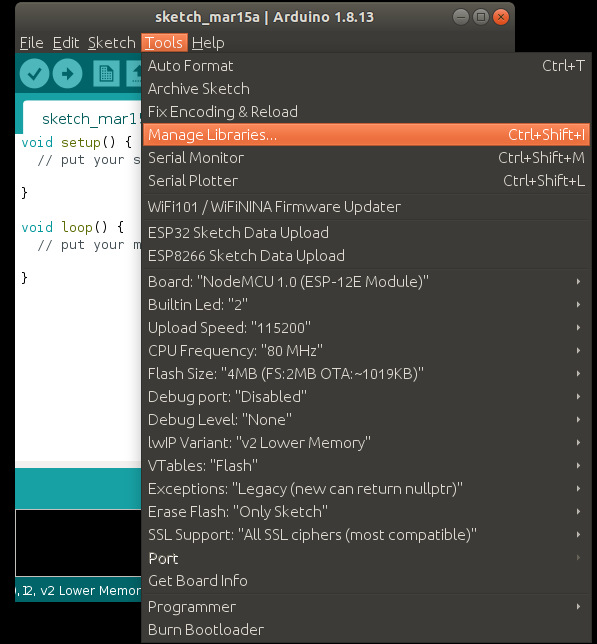 sketch_mar15a | Arduino 1.8.13
File Edit Sketch Tools Help
Auto Format Ctrl+T
Archive Sketch
Fix Encoding & Reload
Manage Libraries... Ctrl+Shift+I
Serial Monitor Ctrl+Shift+M
Serial Plotter Ctrl+Shift+L
WiFi101 / WiFiNINA Firmware Updater
ESP32 Sketch Data Upload
ESP8266 Sketch Data Upload
Board: "NodeMCU 1.0 (ESP-12E Module)"
Builtin Led: "2"
Upload Speed: "115200"
CPU Frequency: "80 MHz"
Flash Size: "4MB (FS:2MB OTA:~1019KB)"
Debug port: "Disabled"
Debug Level: "None"
lwIP Variant: "v2 Lower Memory"
VTables: "Flash"
Exceptions: "Legacy (new can return nullptr)"
Erase Flash: "Only Sketch"
SSL Support: "All SSL ciphers (most compatible)"
Port
Get Board Info
Programmer
Burn Bootloader
sketch_mar1
void setup() {
// put your s
}
void loop() {
// put your m
}
2, v2 Lower Memor